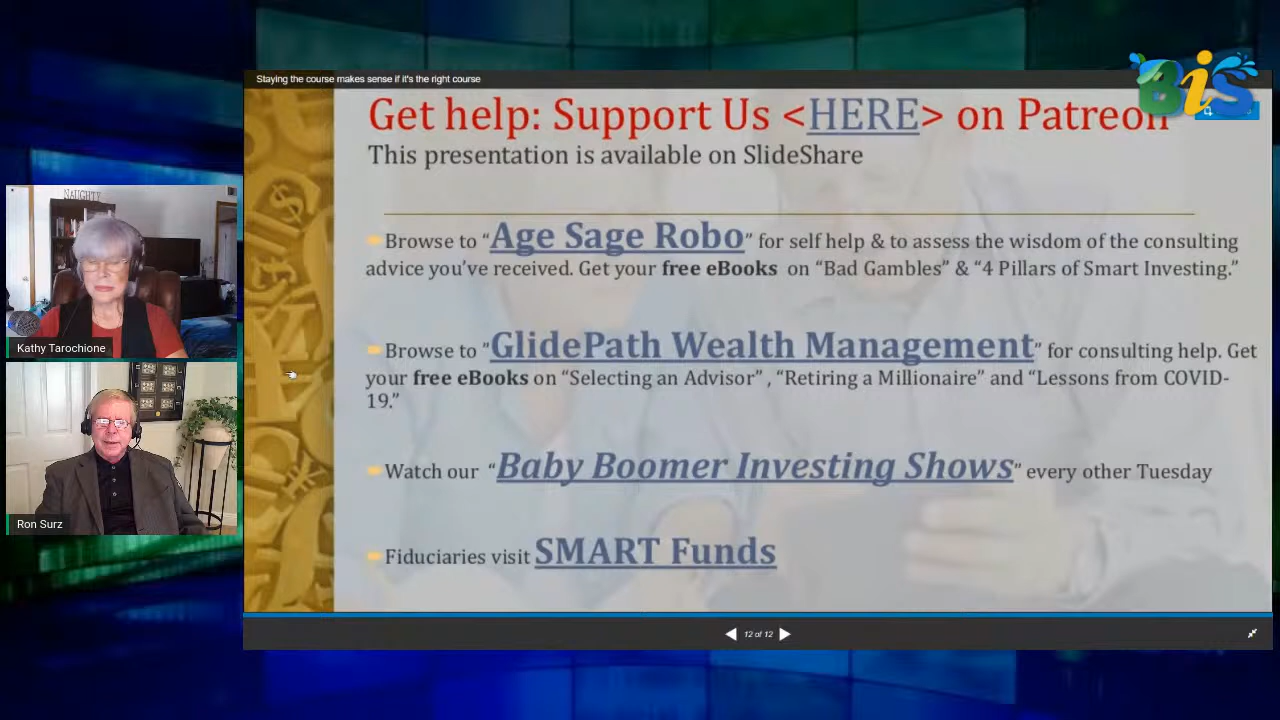 Staying the course makes sense if it's the right course
BiS
Get help: Support Us <HERE> on Patreon
This presentation is available on SlideShare
Browse to “Age Sage Robo” for self help & to assess the wisdom of the consulting
advice you’ve received. Get your free eBooks on “Bad Gambles” & “4 Pillars of Smart Investing.”
NAUGHTY
Kathy Tarochione
Browse to “GlidePath Wealth Management” for consulting help. Get
your free eBooks on “Selecting an Advisor” , “Retiring a Millionaire” and “Lessons from COVID-
19.”
Watch our “Baby Boomer Investing Shows” every other Tuesday
Ron Surz
Fiduciaries visit SMART Funds
12 of 12